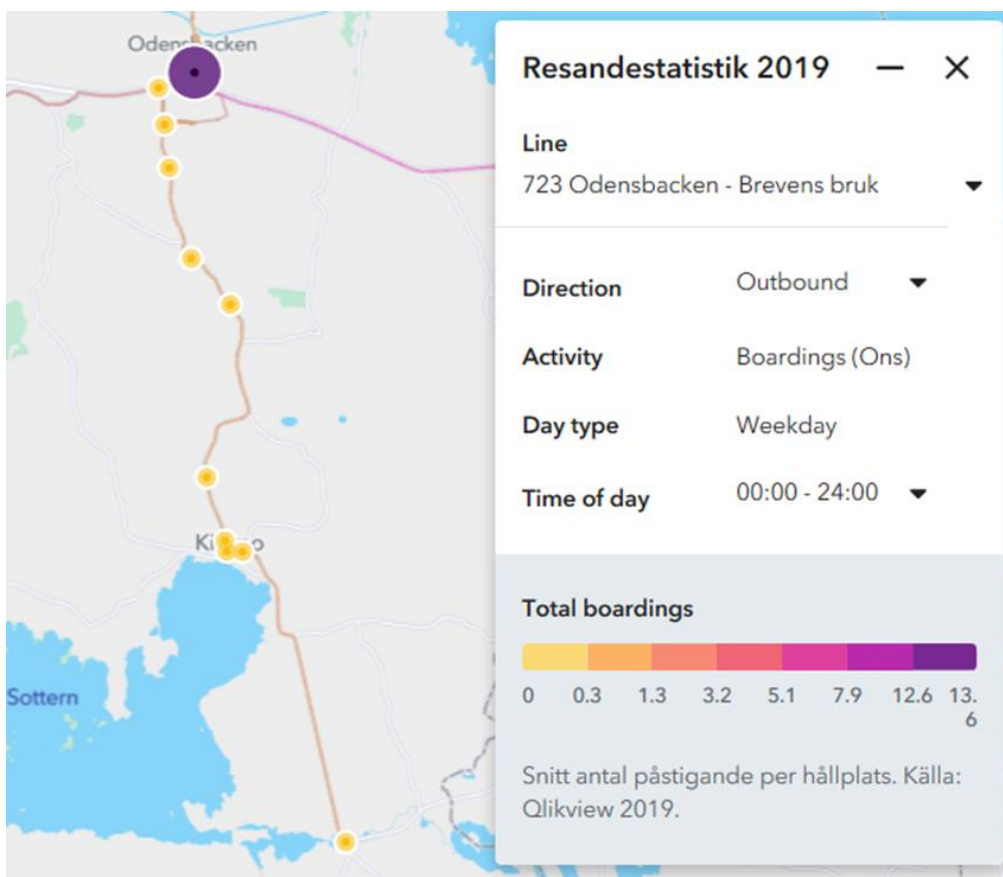 Resandestatistik 2019
Line
723 Odensbacken - Brevens bruk
Direction Outbound
Activity Boardings (Ons)
Day type Weekday
Time of day 00:00 - 24:00
Total boardings
0 0.3 1.3 3.2 5.1 7.9 12.6 13.
6
Snitt antal påstigande per hållplats. Källa:
Qlikview 2019.
Odensbacken
Sottern